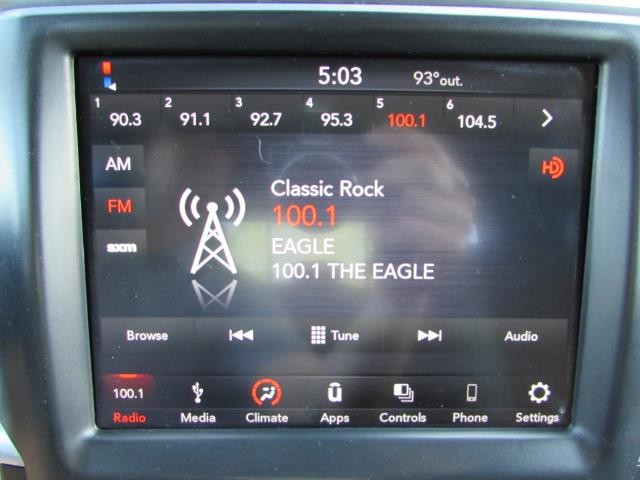 5:03 93°out.
1 2 3 4 5 6
90.3 91.1 92.7 95.3 100.1 104.5
AM
HD
FM
sxm
Classic Rock
100.1
EAGLE
100.1 THE EAGLE
Browse Tune Audio
100.1 u
Radio Media Climate Apps Controls Phone Settings